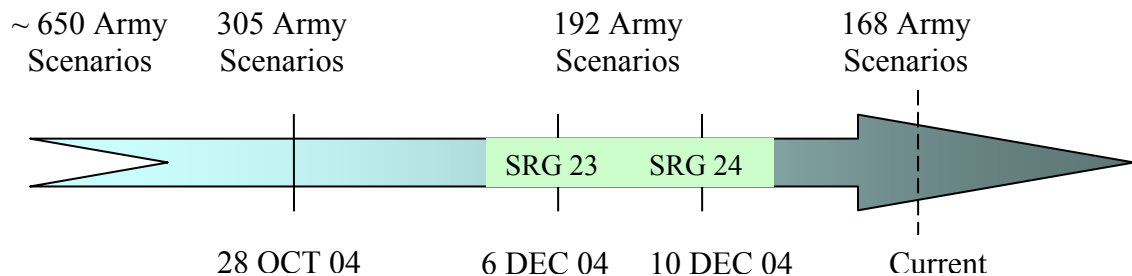 ~ 650 Army
Scenarios
305 Army
Scenarios
192 Army
Scenarios
168 Army
Scenarios
SRG 23
SRG 24
28 OCT 04
6 DEC 04
10 DEC 04
Current